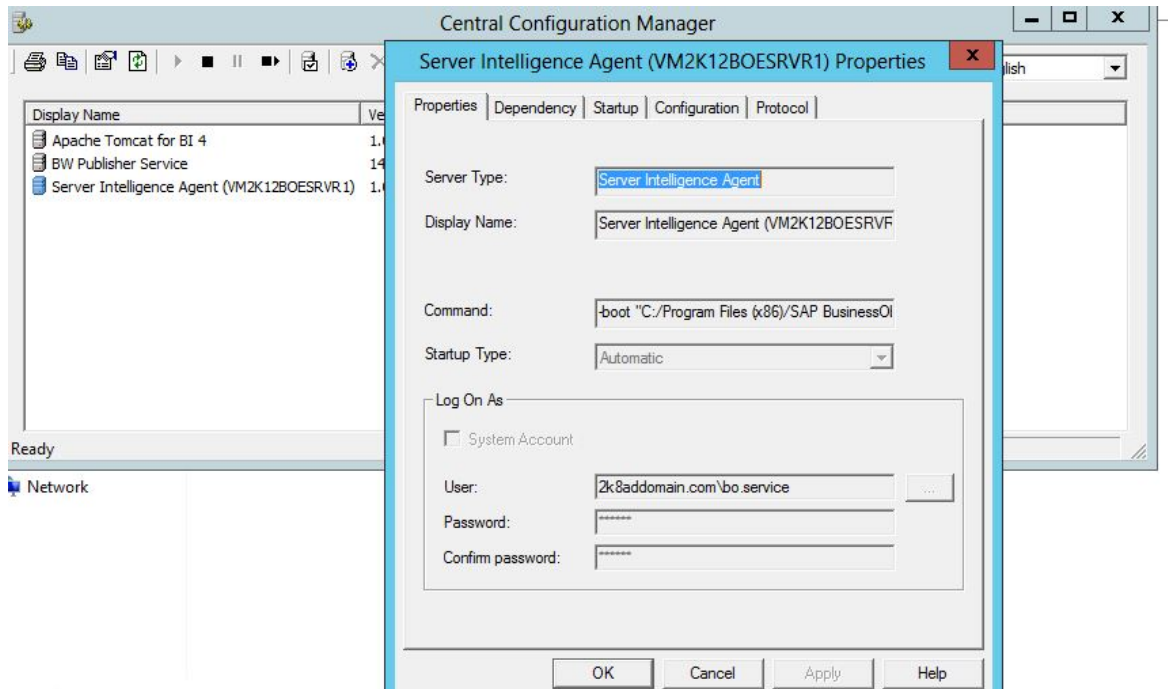 Central Configuration Manager
Server Intelligence Agent (VM2K12BOESRVR1) Properties
lish
Display Name
Ve
Apache Tomcat for BI 4
1.
BW Publisher Service
14
Server Intelligence Agent (VM2K12BOESRVR1)
1.
Properties
Dependency
Startup
Configuration
Protocol
Server Type:
Server Intelligence Agent
Display Name:
Server Intelligence Agent (VM2K12BOESRVR
Command:
-boot "C:/Program Files (x86)/SAP BusinessOI
Startup Type:
Automatic
Log On As
System Account
User:
2k8addomain.com\bo.service
...
Password:
******
Confirm password:
******
Ready
Network
OK
Cancel
Apply
Help